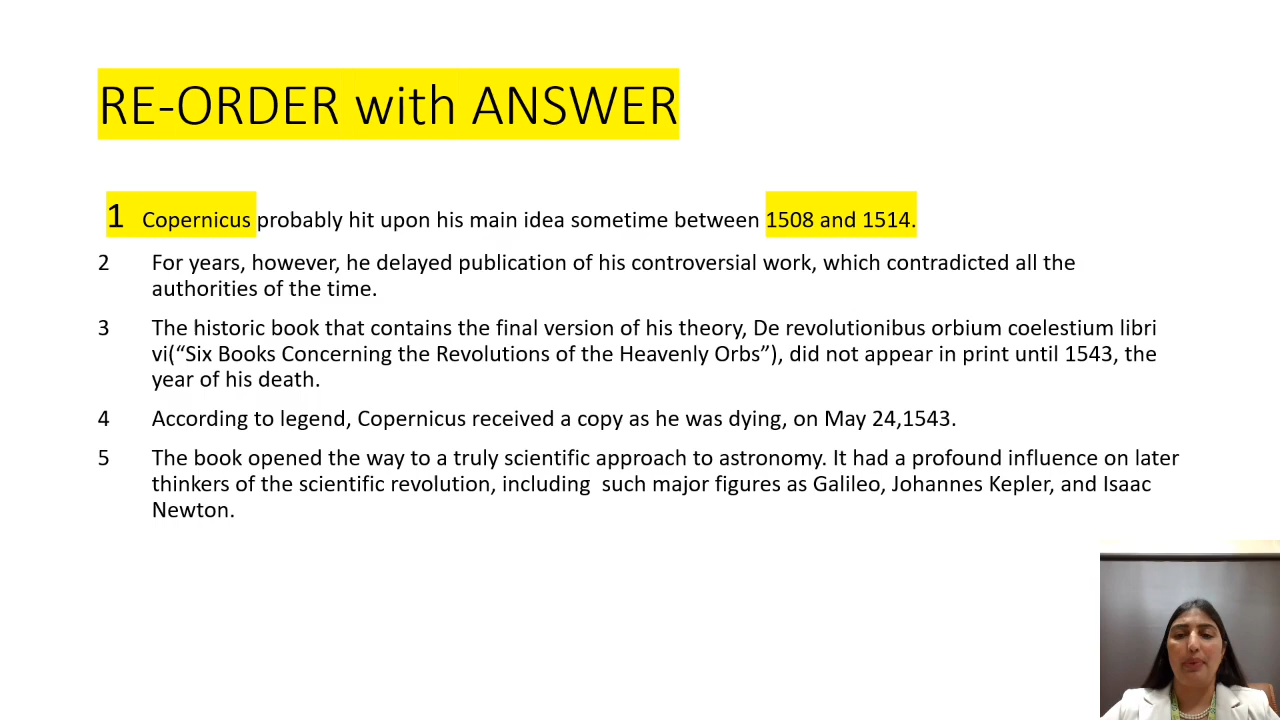 RE-ORDER with ANSWER
1 Copernicus probably hit upon his main idea sometime between 1508 and 1514.
2 For years, however, he delayed publication of his controversial work, which contradicted all the
authorities of the time.
3 The historic book that contains the final version of his theory, De revolutionibus orbium coelestium libri
vi(“Six Books Concerning the Revolutions of the Heavenly Orbs”), did not appear in print until 1543, the
year of his death.
4 According to legend, Copernicus received a copy as he was dying, on May 24,1543.
5 The book opened the way to a truly scientific approach to astronomy. It had a profound influence on later
thinkers of the scientific revolution, including such major figures as Galileo, Johannes Kepler, and Isaac
Newton.